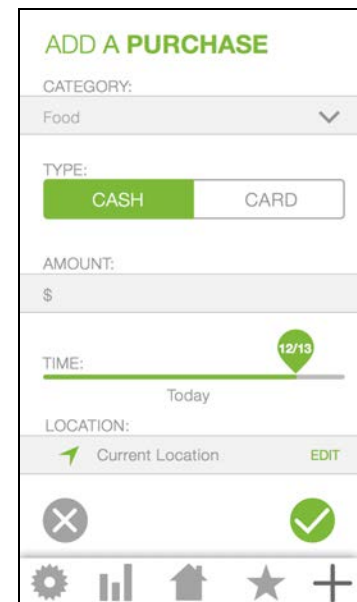 ADD A PURCHASE
CATEGORY:
Food
TYPE:
CASH CARD
AMOUNT:
$
12/13
TIME:
Today
LOCATION:
Current Location EDIT